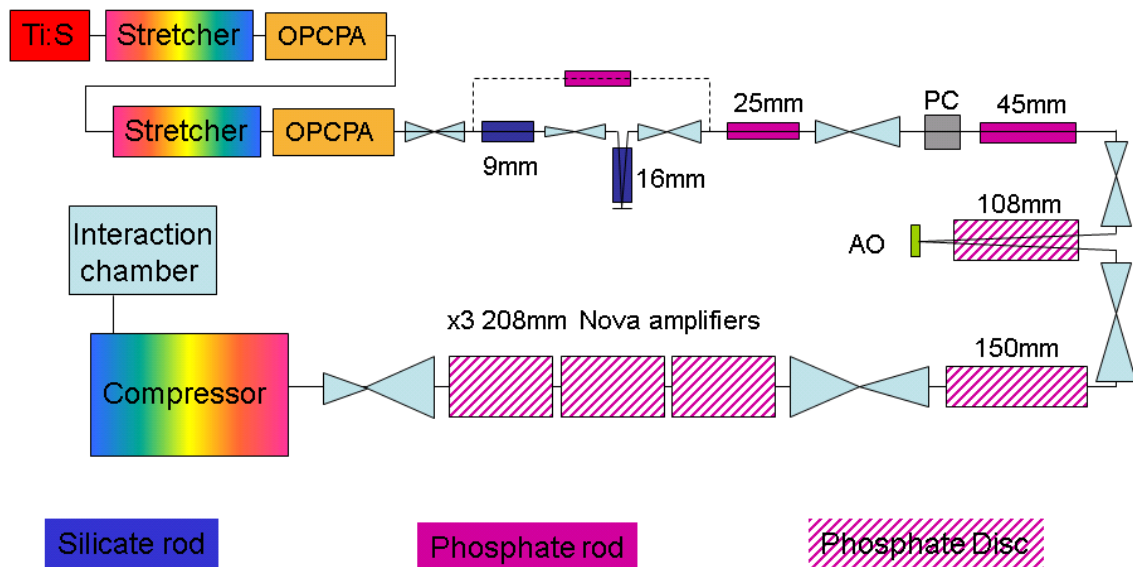 Ti:S
Stretcher
OPCPA
Stretcher
OPCPA
9mm
16mm
25mm
PC
45mm
108mm
AO
Interaction
chamber
x3 208mm Nova amplifiers
150mm
Compressor
Silicate rod
Phosphate rod
Phosphate Disc